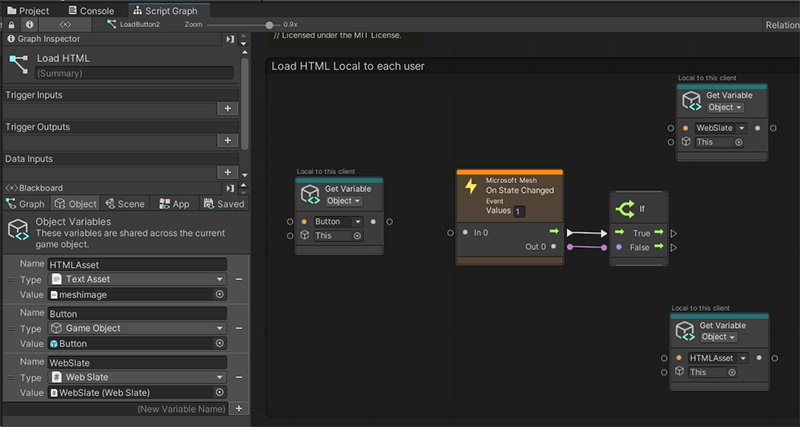 Project
Console
Script Graph
LoadButton2
Zoom
0.9x
Relation
Graph Inspector
Load HTML
(Summary)
Trigger Inputs
+
Trigger Outputs
+
Data Inputs
+
Blackboard
Graph
Object
Scene
App
Saved
Object Variables
These variables are shared across the current
game object.
Name HTMLAsset
Type Text Asset
Value meshimage
Name Button
Type Game Object
Value Button
Name WebSlate
Type Web Slate
Value WebSlate (Web Slate)
(New Variable Name) +
// Licensed under the MIT License.
Load HTML Local to each user
Local to this client
Get Variable
Object
Button
This
Microsoft Mesh
On State Changed
Event
Values 1
In 0
Out 0
If
True
False
Local to this client
Get Variable
Object
WebSlate
This
Local to this client
Get Variable
Object
HTMLAsset
This